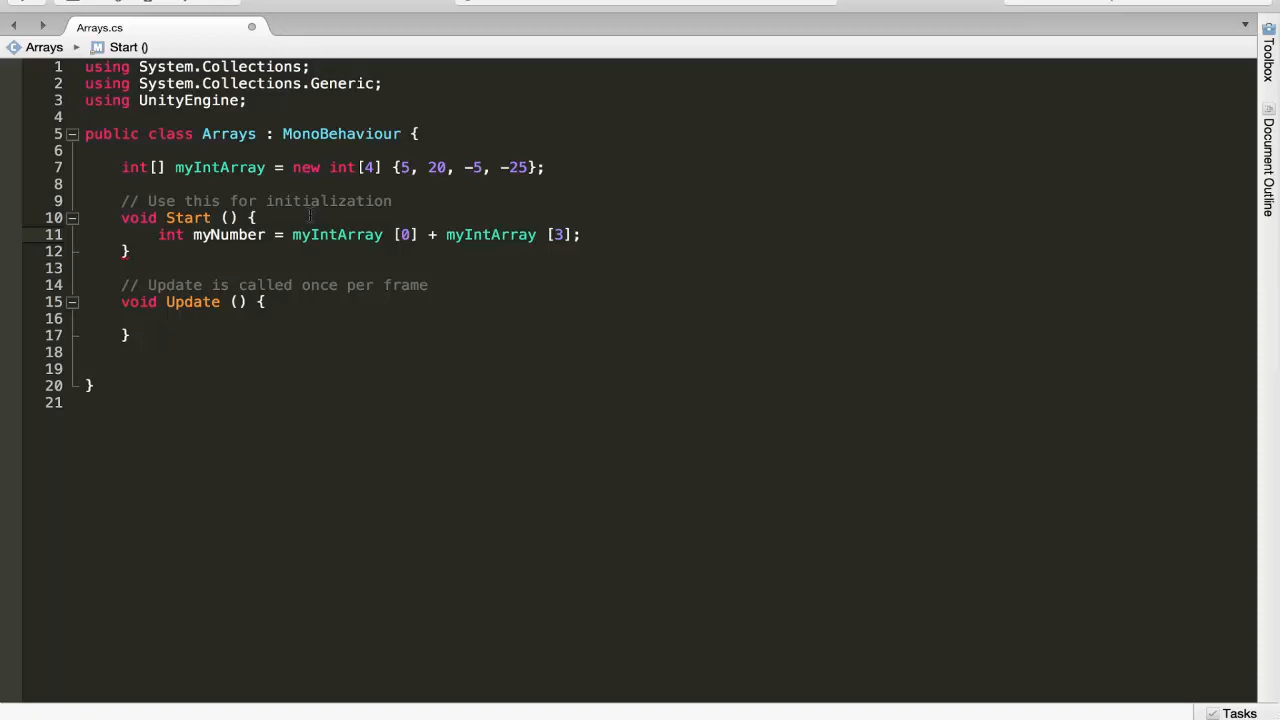 Arrays.cs
Arrays ▸ M Start ()
Toolbox
Document Outline
1 using System.Collections;
2 using System.Collections.Generic;
3 using UnityEngine;
4
5 public class Arrays : MonoBehaviour {
6
7 int[] myIntArray = new int[4] {5, 20, -5, -25};
8
9 // Use this for initialization
10 void Start () {
11 int myNumber = myIntArray [0] + myIntArray [3];
12 }
13
14 // Update is called once per frame
15 void Update () {
16
17 }
18
19
20 }
21
Tasks